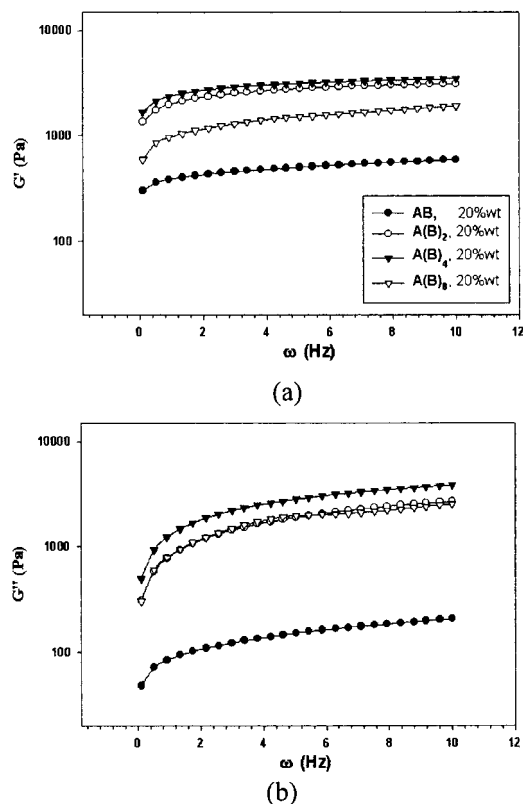 10000
1000
100
G' (Pa)
AB, 20%wt
A(B)2, 20%wt
A(B)4, 20%wt
A(B)8, 20%wt
0 2 4 6 8 10 12
ω (Hz)
(a)
10000
1000
100
G'' (Pa)
0 2 4 6 8 10 12
ω (Hz)
(b)